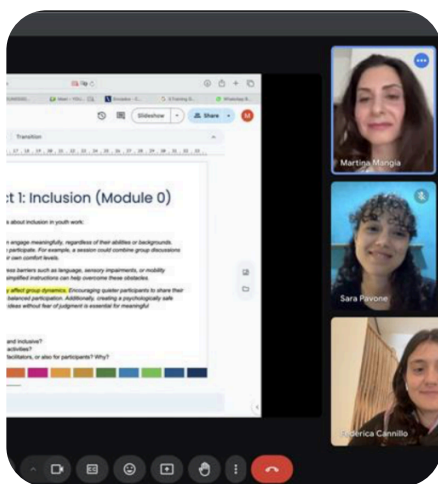 Slideshow
Share
M
Transition
ct 1: Inclusion (Module 0)
s about inclusion in youth work:
engage meaningfully, regardless of their abilities or backgrounds.
participate. For example, a session could combine group discussions
ir own comfort levels.
ress barriers such as language, sensory impairments, or mobility
implified instructions can help overcome these obstacles.
y affect group dynamics. Encouraging quieter participants to share their
balanced participation. Additionally, creating a psychologically safe
ideas without fear of judgment is essential for meaningful
and inclusive?
activities?
facilitators, or also for participants? Why?
Martina Mangia
Sara Pavone
Federica Cannillo